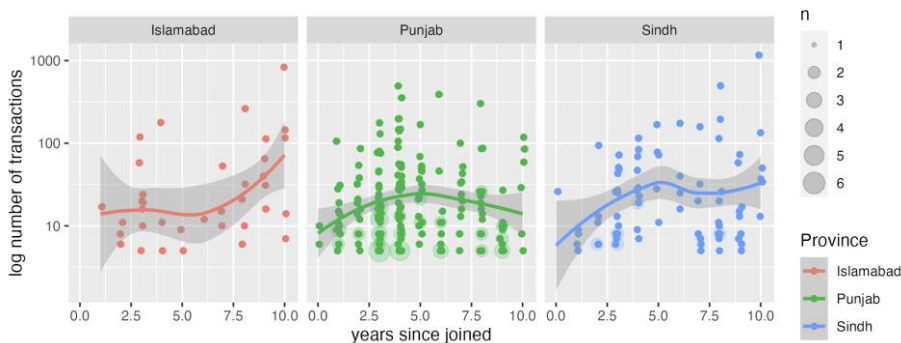 Islamabad
Punjab
Sindh
log number of transactions
1000
100
10
0.0 2.5 5.0 7.5 10.0
0.0 2.5 5.0 7.5 10.0
0.0 2.5 5.0 7.5 10.0
years since joined
n
1
2
3
4
5
6
Province
Islamabad
Punjab
Sindh